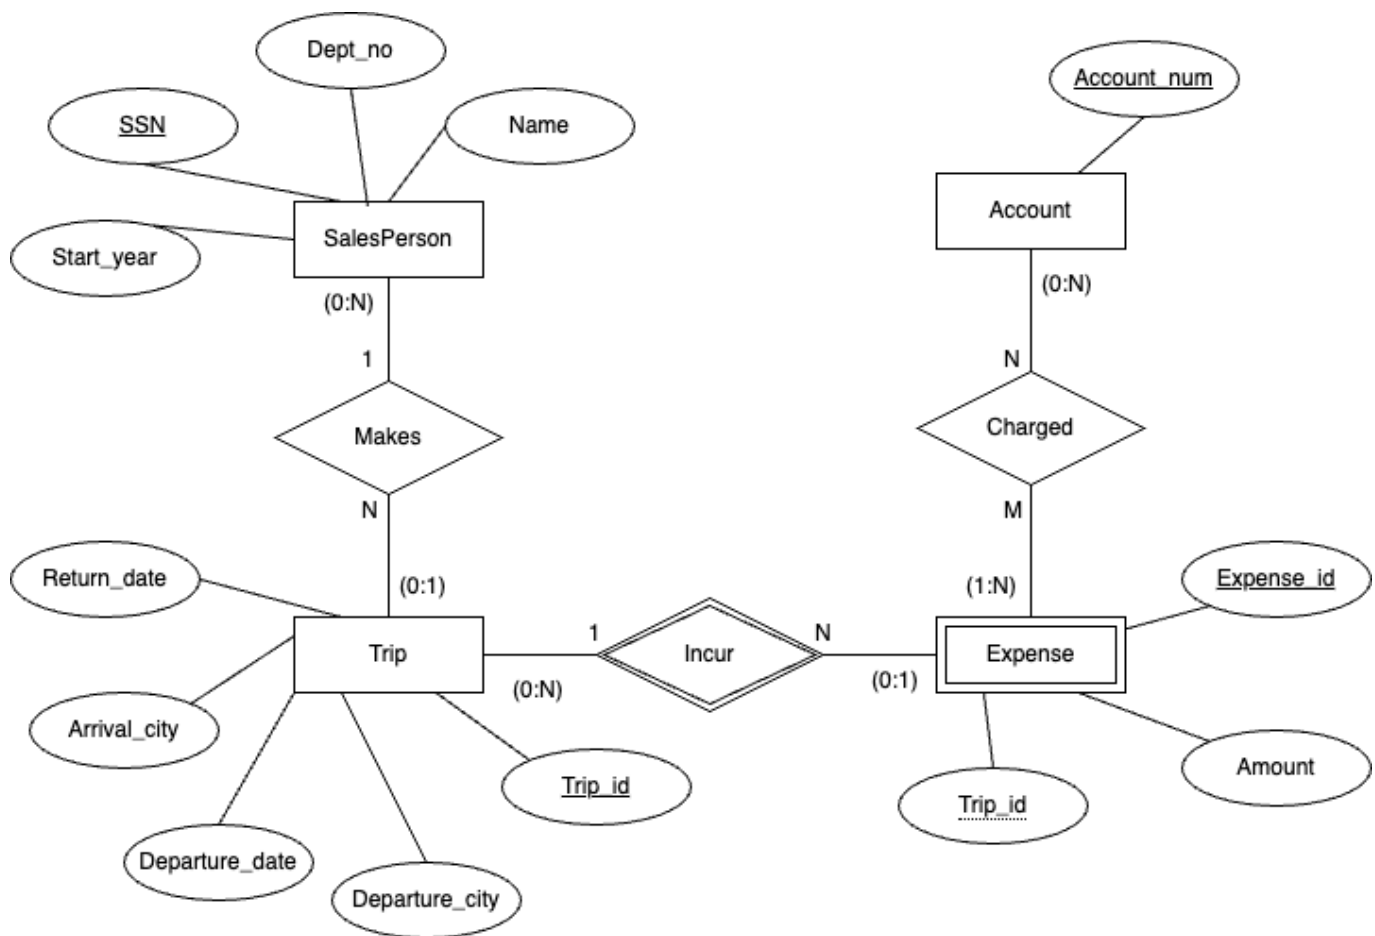 Dept_no
Account_num
SSN
Name
Account
SalesPerson
Start_year
(0:N)
(0:N)
1
N
Makes
Charged
N
M
Return_date
(0:1)
(1:N)
Expense_id
1
N
Trip
Incur
Expense
(0:N)
(0:1)
Arrival_city
Trip_id
Amount
Trip_id
Departure_date
Departure_city